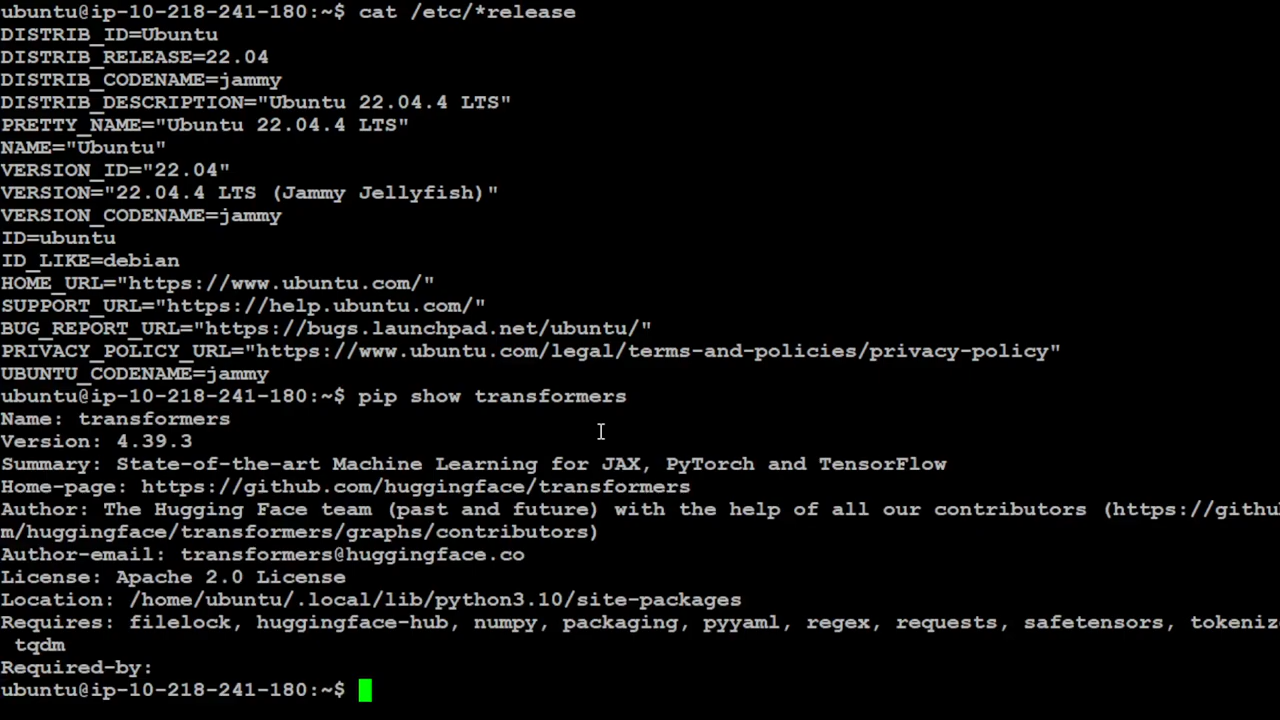 ubuntu@ip-10-218-241-180:~$ cat /etc/*release
DISTRIB_ID=Ubuntu
DISTRIB_RELEASE=22.04
DISTRIB_CODENAME=jammy
DISTRIB_DESCRIPTION="Ubuntu 22.04.4 LTS"
PRETTY_NAME="Ubuntu 22.04.4 LTS"
NAME="Ubuntu"
VERSION_ID="22.04"
VERSION="22.04.4 LTS (Jammy Jellyfish)"
VERSION_CODENAME=jammy
ID=ubuntu
ID_LIKE=debian
HOME_URL="https://www.ubuntu.com/"
SUPPORT_URL="https://help.ubuntu.com/"
BUG_REPORT_URL="https://bugs.launchpad.net/ubuntu/"
PRIVACY_POLICY_URL="https://www.ubuntu.com/legal/terms-and-policies/privacy-policy"
UBUNTU_CODENAME=jammy
ubuntu@ip-10-218-241-180:~$ pip show transformers
Name: transformers
Version: 4.39.3
Summary: State-of-the-art Machine Learning for JAX, PyTorch and TensorFlow
Home-page: https://github.com/huggingface/transformers
Author: The Hugging Face team (past and future) with the help of all our contributors (https://githu
m/huggingface/transformers/graphs/contributors)
Author-email: transformers@huggingface.co
License: Apache 2.0 License
Location: /home/ubuntu/.local/lib/python3.10/site-packages
Requires: filelock, huggingface-hub, numpy, packaging, pyyaml, regex, requests, safetensors, tokeniz
tqdm
Required-by:
ubuntu@ip-10-218-241-180:~$